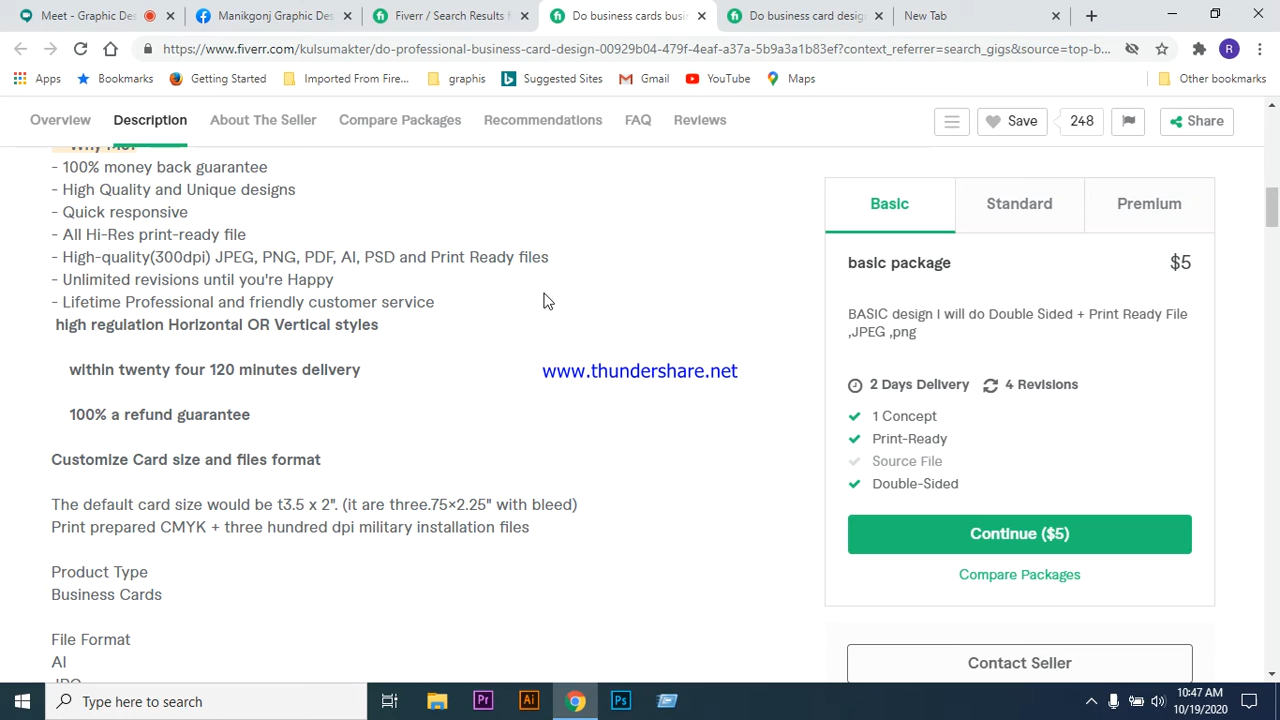 Meet - Graphic Des
Manikgonj Graphic Des
Fiverr / Search Results f
Do business cards busi
Do business card desig
New Tab
https://www.fiverr.com/kulsumakter/do-professional-business-card-design-00929b04-479f-4eaf-a37a-5b9a3a1b83ef?context_referrer=search_gigs&source=top-b...
R
Apps
Bookmarks
Getting Started
Imported From Fire...
graphis
Suggested Sites
Gmail
YouTube
Maps
Other bookmarks
Overview
Description
About The Seller
Compare Packages
Recommendations
FAQ
Reviews
Save
248
Share
Why Me?
- 100% money back guarantee
- High Quality and Unique designs
- Quick responsive
- All Hi-Res print-ready file
- High-quality(300dpi) JPEG, PNG, PDF, AI, PSD and Print Ready files
- Unlimited revisions until you're Happy
- Lifetime Professional and friendly customer service
high regulation Horizontal OR Vertical styles
within twenty four 120 minutes delivery
100% a refund guarantee
Customize Card size and files format
The default card size would be t3.5 x 2". (it are three.75×2.25" with bleed)
Print prepared CMYK + three hundred dpi military installation files
Product Type
Business Cards
File Format
AI
JPG
www.thundershare.net
Basic
Standard
Premium
basic package
$5
BASIC design I will do Double Sided + Print Ready File
,JPEG ,png
2 Days Delivery
4 Revisions
1 Concept
Print-Ready
Source File
Double-Sided
Continue ($5)
Compare Packages
Contact Seller
Type here to search
Pr
Ai
Ps
10:47 AM
10/19/2020